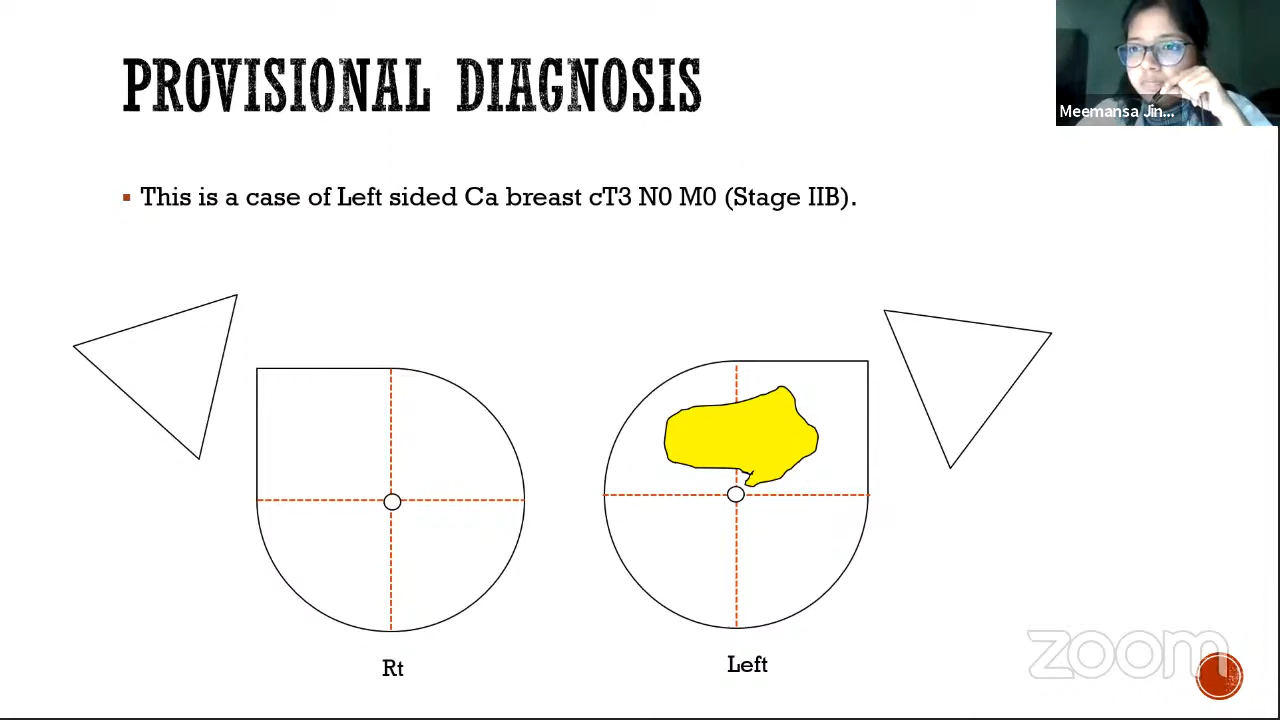 PROVISIONAL DIAGNOSIS
Meemansa Jin...
▪ This is a case of Left sided Ca breast cT3 N0 M0 (Stage IIB).
Rt
Left
zoom